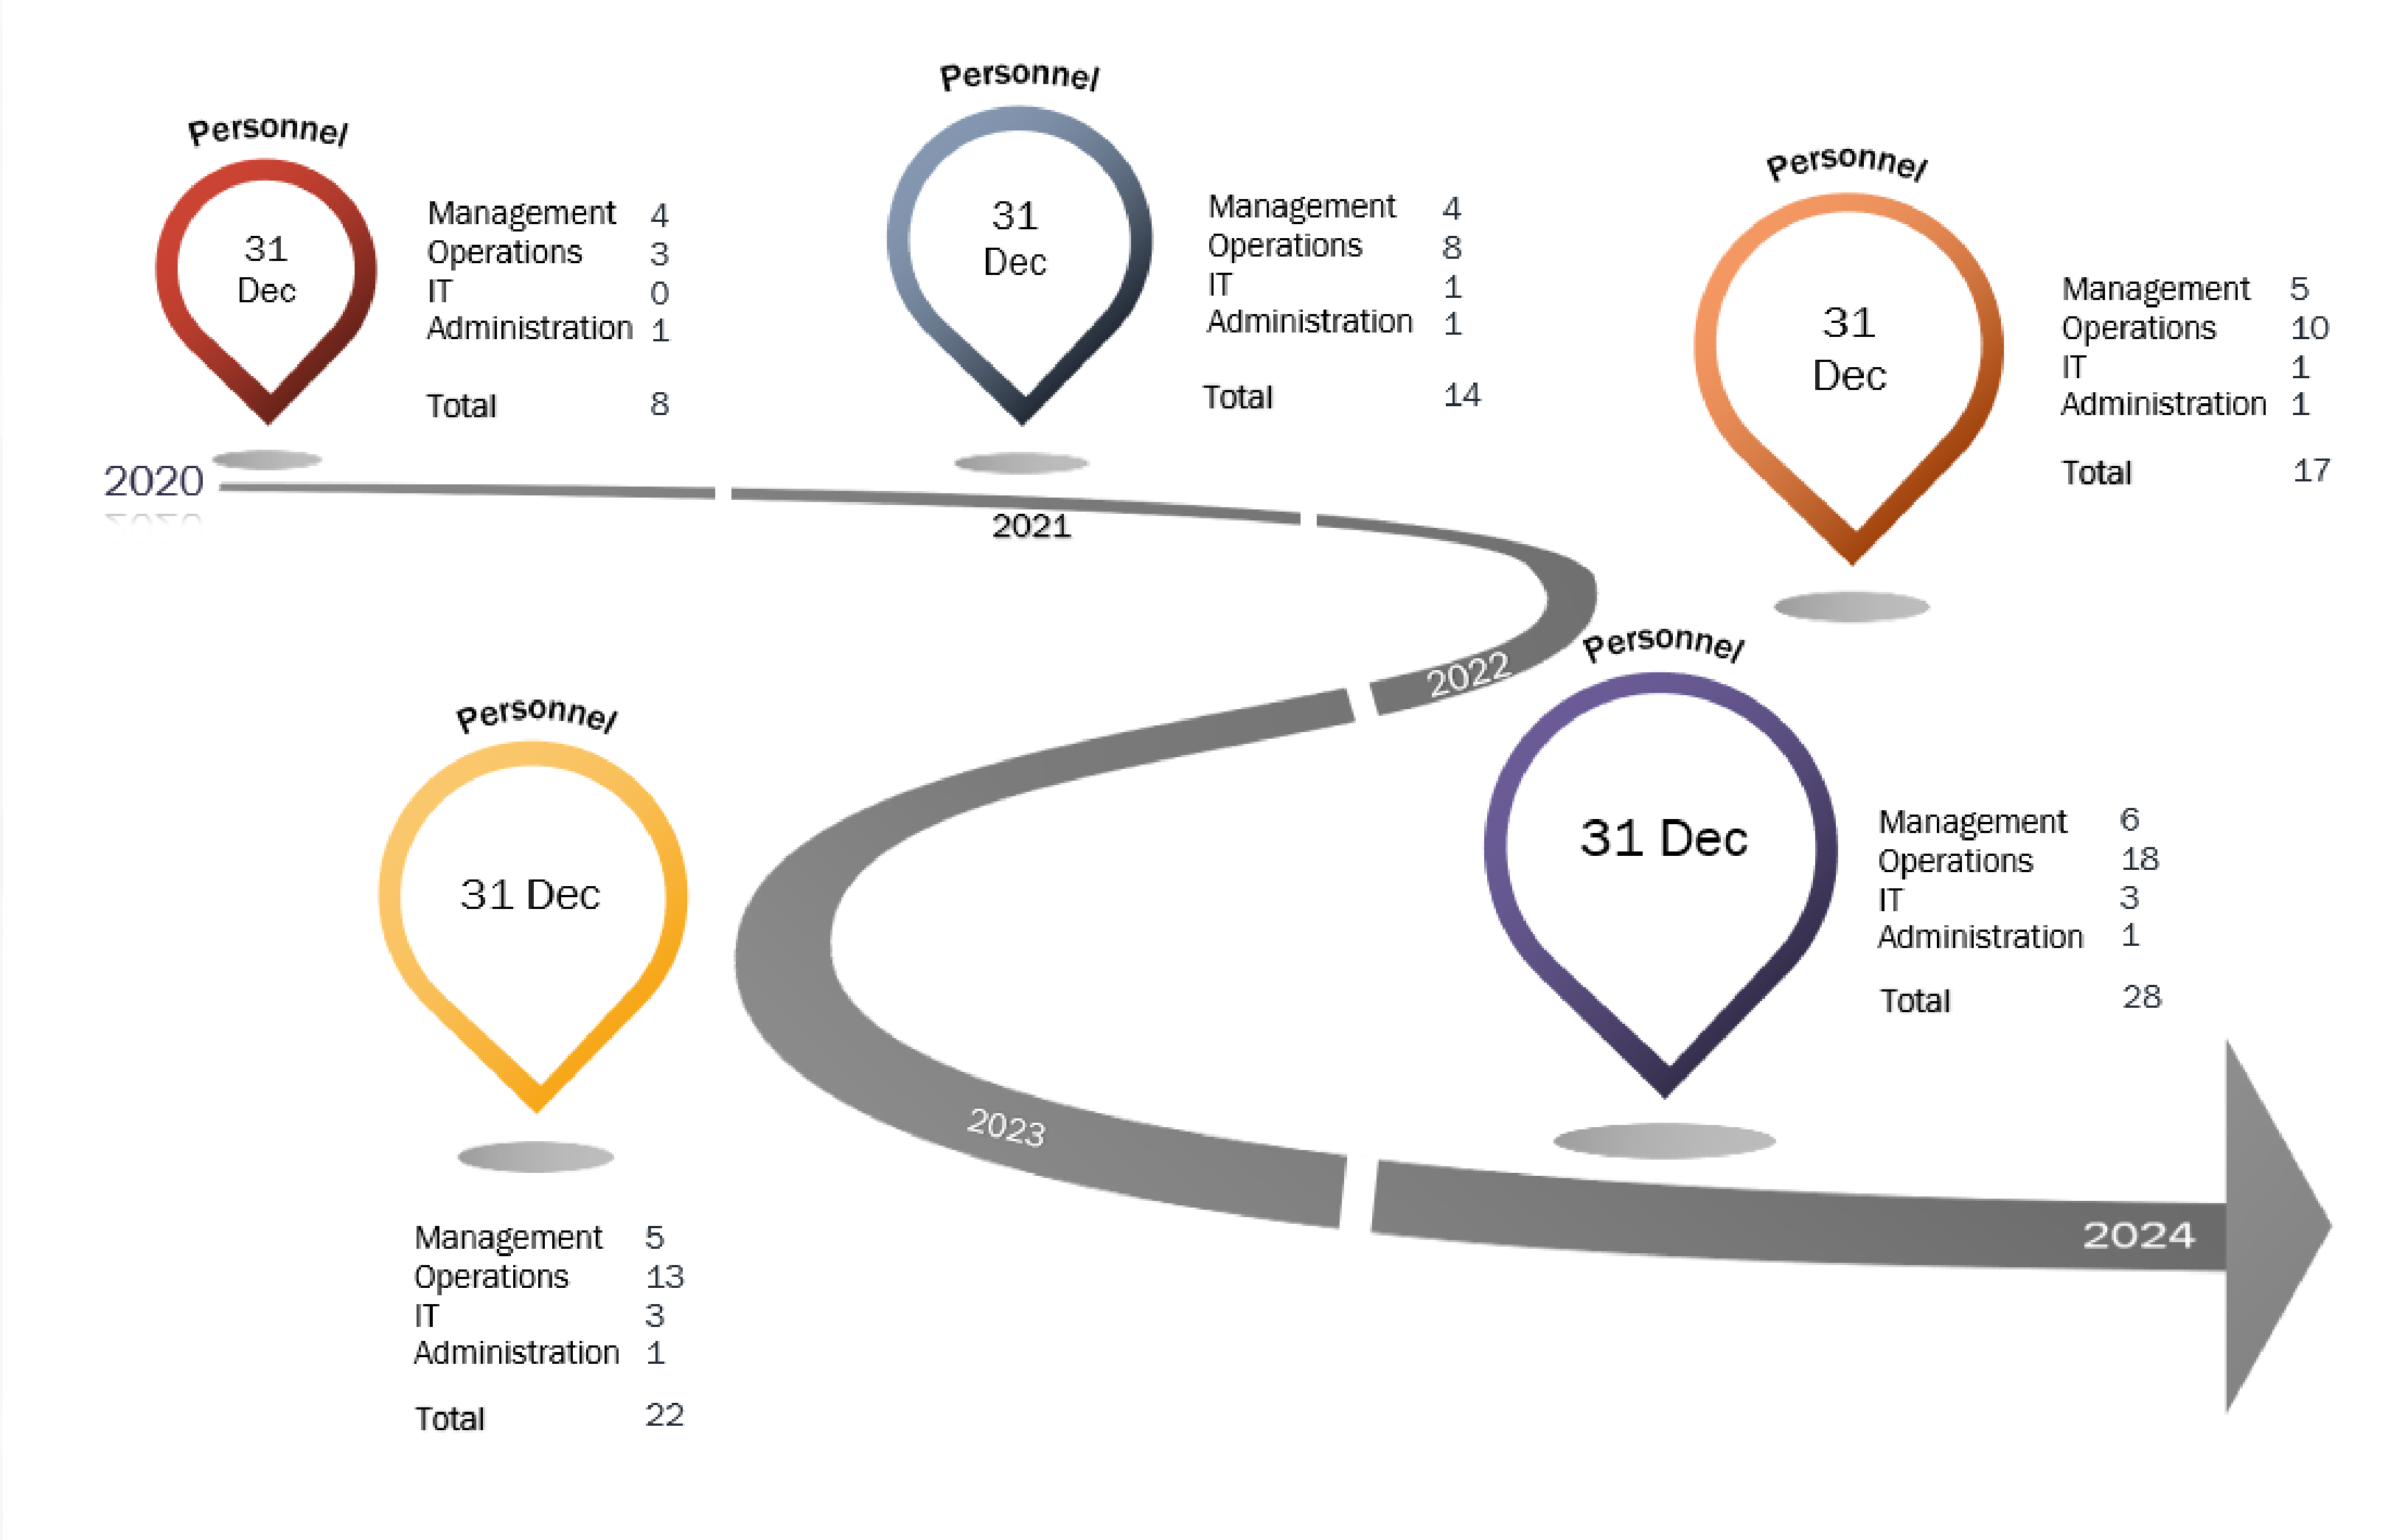 Personnel
31
Dec
Management 4
Operations 3
IT 0
Administration 1
Total 8
2020
Personnel
31
Dec
Management 4
Operations 8
IT 1
Administration 1
Total 14
2021
Personnel
31
Dec
Management 5
Operations 10
IT 1
Administration 1
Total 17
2022
Personnel
31 Dec
Management 5
Operations 13
IT 3
Administration 1
Total 22
2023
Personnel
31 Dec
Management 6
Operations 18
IT 3
Administration 1
Total 28
2024